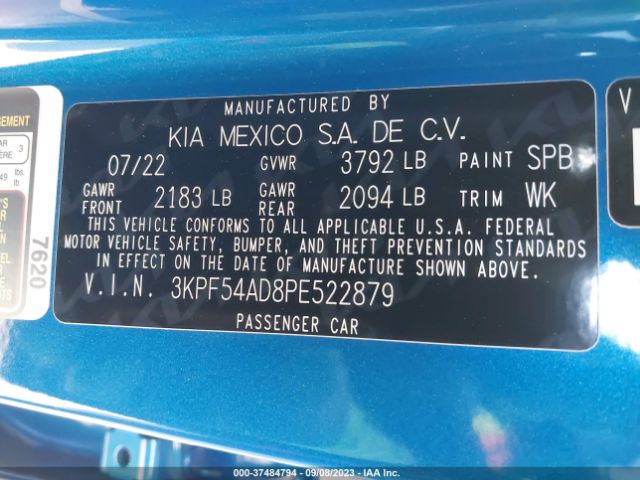 MANUFACTURED BY
KIA MEXICO S.A. DE C.V.
07/22 GVWR 3792 LB PAINT SPB
GAWR FRONT 2183 LB GAWR REAR 2094 LB TRIM WK
THIS VEHICLE CONFORMS TO ALL APPLICABLE U.S.A. FEDERAL
MOTOR VEHICLE SAFETY, BUMPER, AND THEFT PREVENTION STANDARDS
IN EFFECT ON THE DATE OF MANUFACTURE SHOWN ABOVE.
V.I.N. 3KPF54AD8PE522879
PASSENGER CAR
7620
3
lbs.
lb.
V
000-37484794 - 09/08/2023 - IAA Inc.